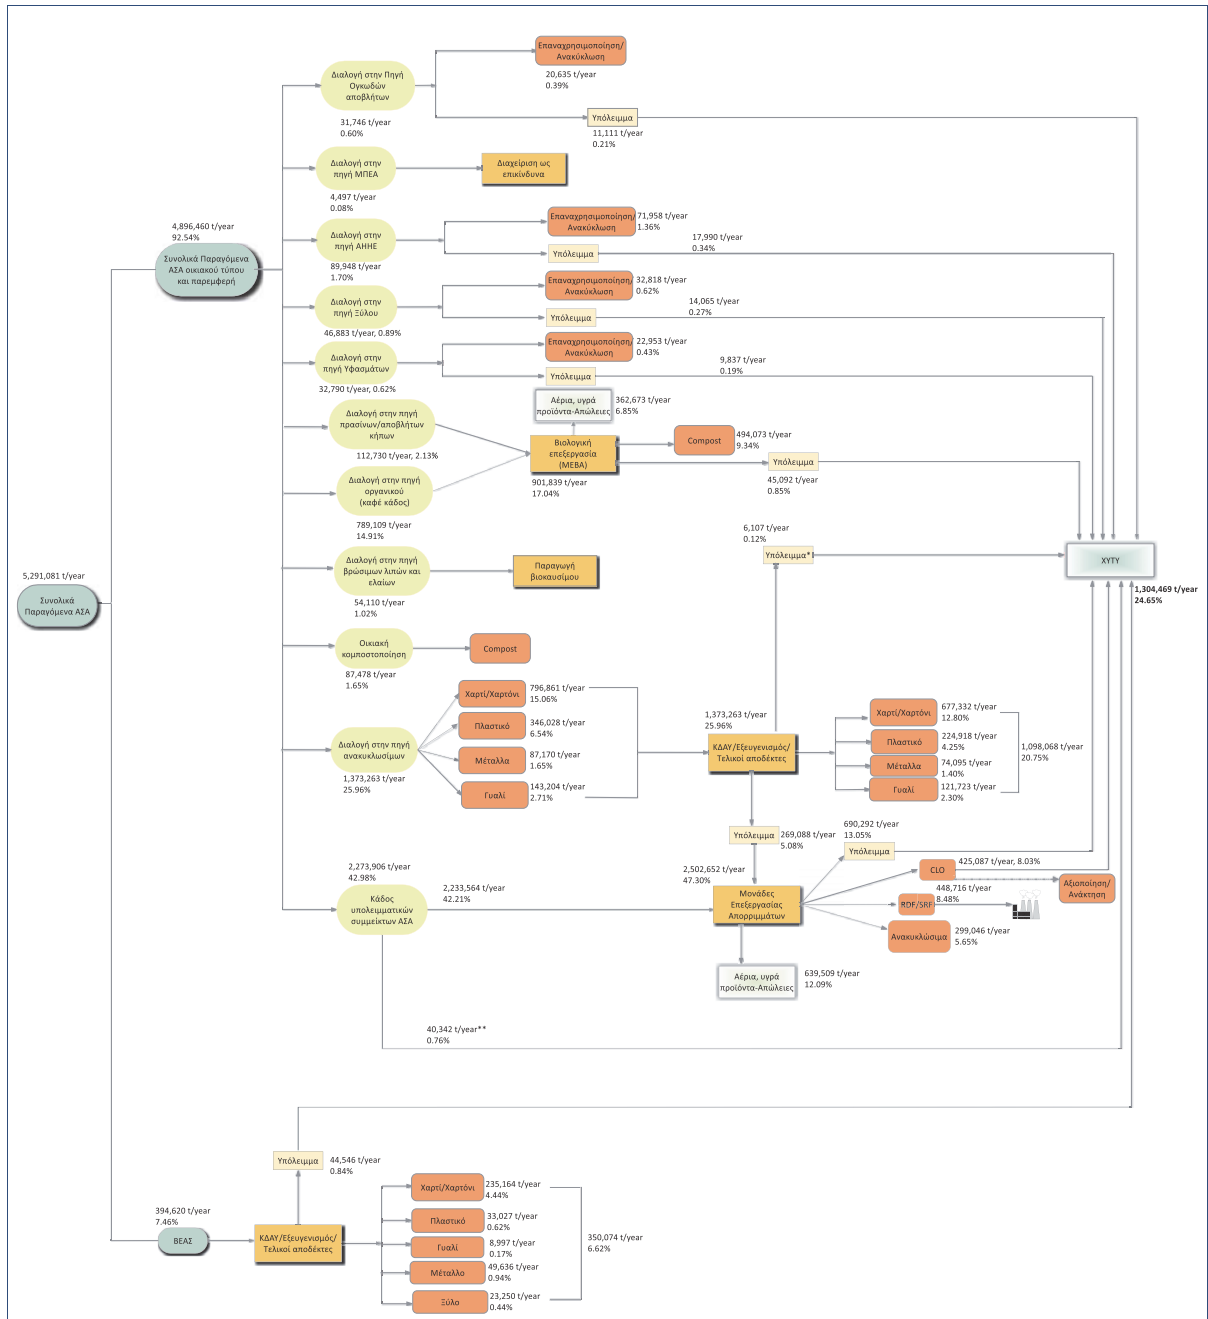 Επαναχρησιμοποίηση/
Ανακύκλωση
20,635 t/year
0.39%
Διαλογή στην Πηγή
Ογκωδών
αποβλήτων
31,746 t/year
0.60%
Υπόλειμμα
11,111 t/year
0.21%
Διαλογή στην
πηγή ΜΠΕΑ
4,497 t/year
0.08%
Διαχείριση ως
επικίνδυνα
4,896,460 t/year
92.54%
Συνολικά Παραγόμενα
ΑΣΑ οικιακού τύπου
και παρεμφερή
Διαλογή στην
πηγή ΑΗΗΕ
89,948 t/year
1.70%
Επαναχρησιμοποίηση/
Ανακύκλωση
71,958 t/year
1.36%
Υπόλειμμα
17,990 t/year
0.34%
Διαλογή στην
πηγή Ξύλου
46,883 t/year, 0.89%
Επαναχρησιμοποίηση/
Ανακύκλωση
32,818 t/year
0.62%
Υπόλειμμα
14,065 t/year
0.27%
Διαλογή στην
πηγή Υφασμάτων
32,790 t/year, 0.62%
Επαναχρησιμοποίηση/
Ανακύκλωση
22,953 t/year
0.43%
Υπόλειμμα
9,837 t/year
0.19%
Αέρια, υγρά
προϊόντα-Απώλειες
362,673 t/year
6.85%
Διαλογή στην πηγή
πρασίνων/αποβλήτων
κήπων
112,730 t/year, 2.13%
Βιολογική
επεξεργασία
(ΜΕΒΑ)
901,839 t/year
17.04%
Compost
494,073 t/year
9.34%
Υπόλειμμα
45,092 t/year
0.85%
Διαλογή στην πηγή
οργανικού
(καφέ κάδος)
789,109 t/year
14.91%
6,107 t/year
0.12%
Υπόλειμμα*
ΧΥΤΥ
1,304,469 t/year
24.65%
Διαλογή στην πηγή
βρώσιμων λιπών και
ελαίων
54,110 t/year
1.02%
Παραγωγή
βιοκαυσίμου
5,291,081 t/year
Συνολικά
Παραγόμενα ΑΣΑ
Οικιακή
κομποστοποίηση
87,478 t/year
1.65%
Compost
Διαλογή στην πηγή
ανακυκλωσίμων
1,373,263 t/year
25.96%
Χαρτί/Χαρτόνι
796,861 t/year
15.06%
Πλαστικό
346,028 t/year
6.54%
Μέταλλα
87,170 t/year
1.65%
Γυαλί
143,204 t/year
2.71%
1,373,263 t/year
25.96%
ΚΔΑΥ/Εξευγενισμός/
Τελικοί αποδέκτες
Χαρτί/Χαρτόνι
677,332 t/year
12.80%
Πλαστικό
224,918 t/year
4.25%
Μέταλλα
74,095 t/year
1.40%
Γυαλί
121,723 t/year
2.30%
1,098,068 t/year
20.75%
Υπόλειμμα
269,088 t/year
5.08%
690,292 t/year
13.05%
Υπόλειμμα
2,273,906 t/year
42.98%
Κάδος
υπολειμματικών
συμμείκτων ΑΣΑ
2,233,564 t/year
42.21%
2,502,652 t/year
47.30%
Μονάδες
Επεξεργασίας
Απορριμμάτων
CLO
425,087 t/year, 8.03%
Αξιοποίηση/
Ανάκτηση
RDF/SRF
448,716 t/year
8.48%
Ανακυκλώσιμα
299,046 t/year
5.65%
Αέρια, υγρά
προϊόντα-Απώλειες
639,509 t/year
12.09%
40,342 t/year**
0.76%
Υπόλειμμα
44,546 t/year
0.84%
394,620 t/year
7.46%
ΒΕΑΣ
ΚΔΑΥ/Εξευγενισμός/
Τελικοί αποδέκτες
Χαρτί/Χαρτόνι
235,164 t/year
4.44%
Πλαστικό
33,027 t/year
0.62%
Γυαλί
8,997 t/year
0.17%
Μέταλλο
49,636 t/year
0.94%
Ξύλο
23,250 t/year
0.44%
350,074 t/year
6.62%